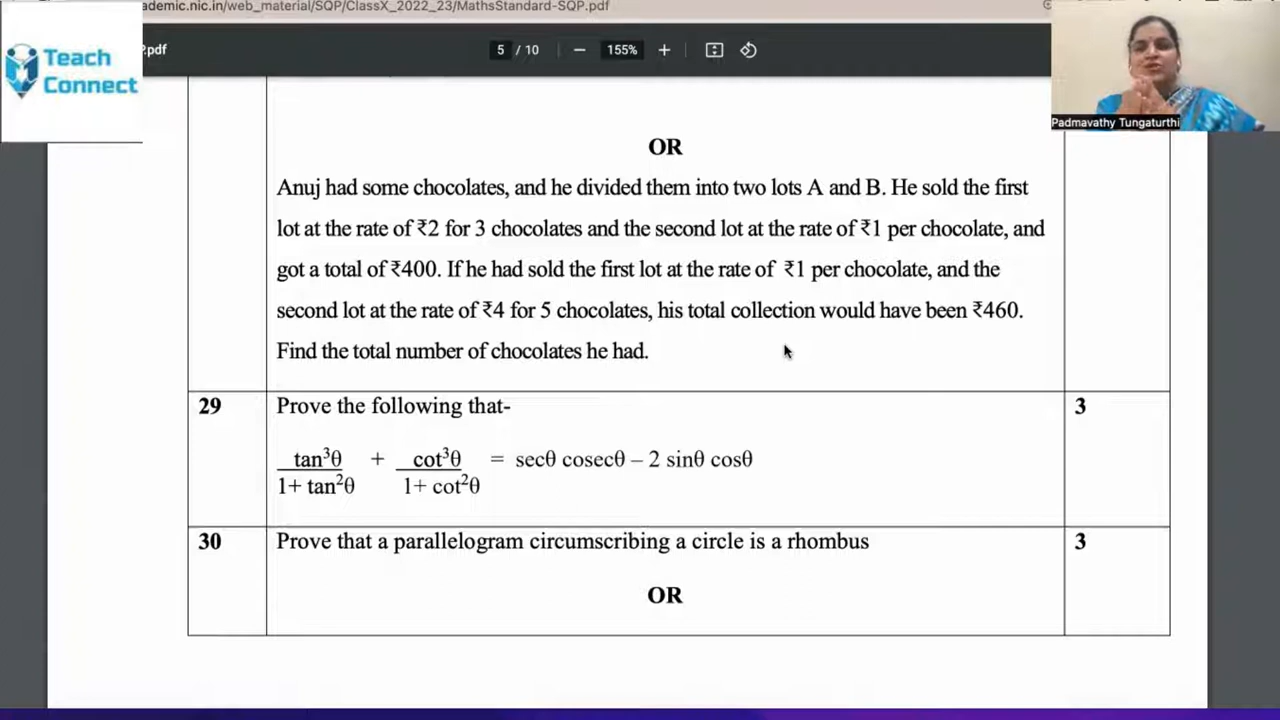 ademic.nic.in/web_material/SQP/ClassX_2022_23/MathsStandard-SQP.pdf
Teach
Connect
.pdf
5 / 10 − 155% +
Padmavathy Tungaturthi
OR
Anuj had some chocolates, and he divided them into two lots A and B. He sold the first
lot at the rate of ₹2 for 3 chocolates and the second lot at the rate of ₹1 per chocolate, and
got a total of ₹400. If he had sold the first lot at the rate of ₹1 per chocolate, and the
second lot at the rate of ₹4 for 5 chocolates, his total collection would have been ₹460.
Find the total number of chocolates he had.
29 Prove the following that- 3
tan³θ + cot³θ = secθ cosecθ – 2 sinθ cosθ
1+ tan²θ 1+ cot²θ
30 Prove that a parallelogram circumscribing a circle is a rhombus 3
OR